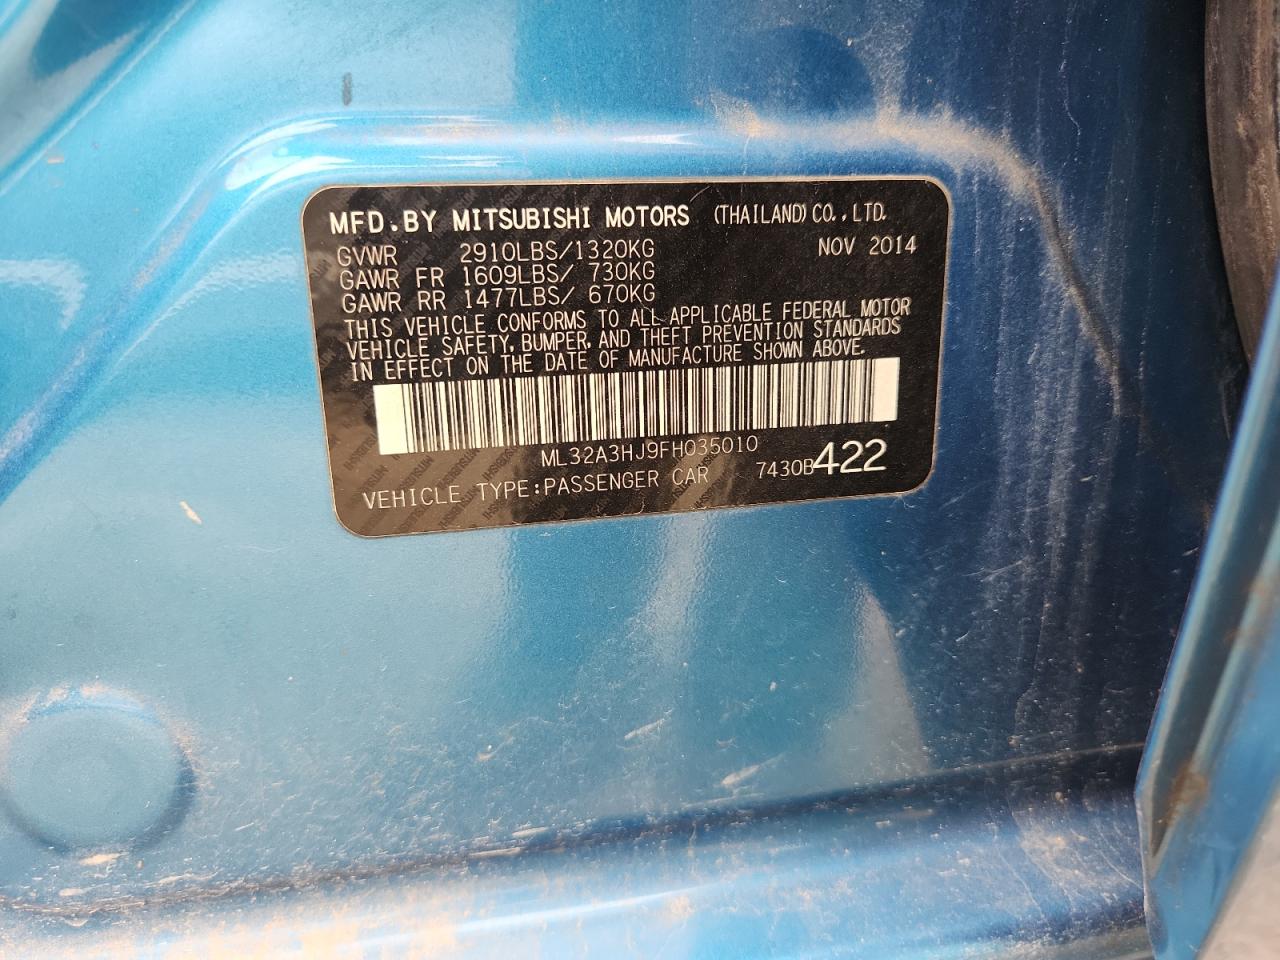 MFD.BY MITSUBISHI MOTORS (THAILAND) CO.,LTD.
GVWR 2910LBS/1320KG NOV 2014
GAWR FR 1609LBS/ 730KG
GAWR RR 1477LBS/ 670KG
THIS VEHICLE CONFORMS TO ALL APPLICABLE FEDERAL MOTOR
VEHICLE SAFETY, BUMPER, AND THEFT PREVENTION STANDARDS
IN EFFECT ON THE DATE OF MANUFACTURE SHOWN ABOVE.
ML32A3HJ9FH035010
VEHICLE TYPE:PASSENGER CAR 7430B422